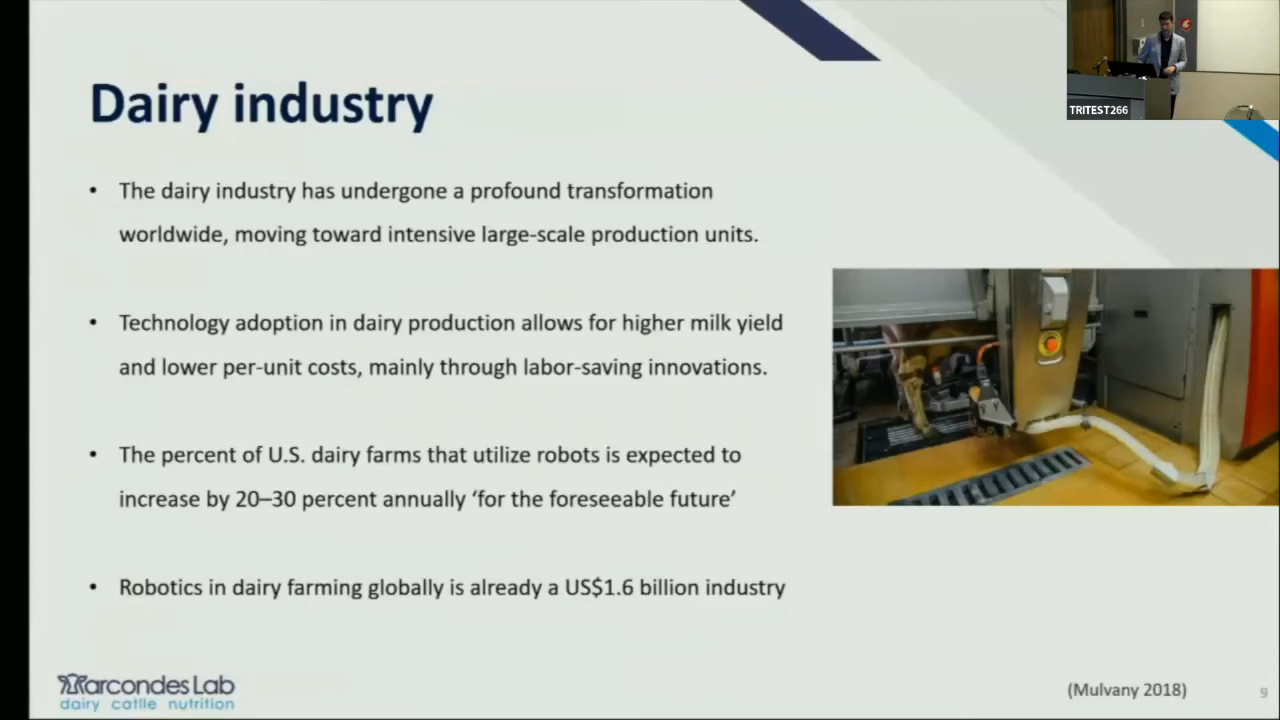 TRITEST266
Dairy industry
• The dairy industry has undergone a profound transformation
worldwide, moving toward intensive large-scale production units.
• Technology adoption in dairy production allows for higher milk yield
and lower per-unit costs, mainly through labor-saving innovations.
• The percent of U.S. dairy farms that utilize robots is expected to
increase by 20–30 percent annually ‘for the foreseeable future’
• Robotics in dairy farming globally is already a US$1.6 billion industry
Marcondes Lab
dairy cattle nutrition
(Mulvany 2018)
9